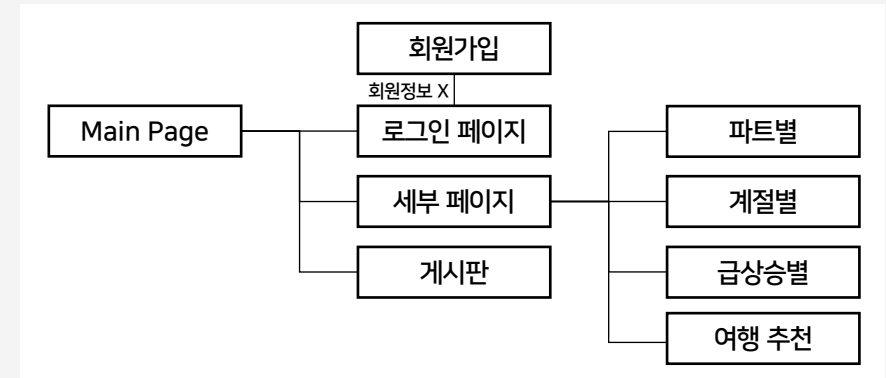 회원가입
회원정보 X
Main Page
로그인 페이지
파트별
세부 페이지
계절별
게시판
급상승별
여행 추천